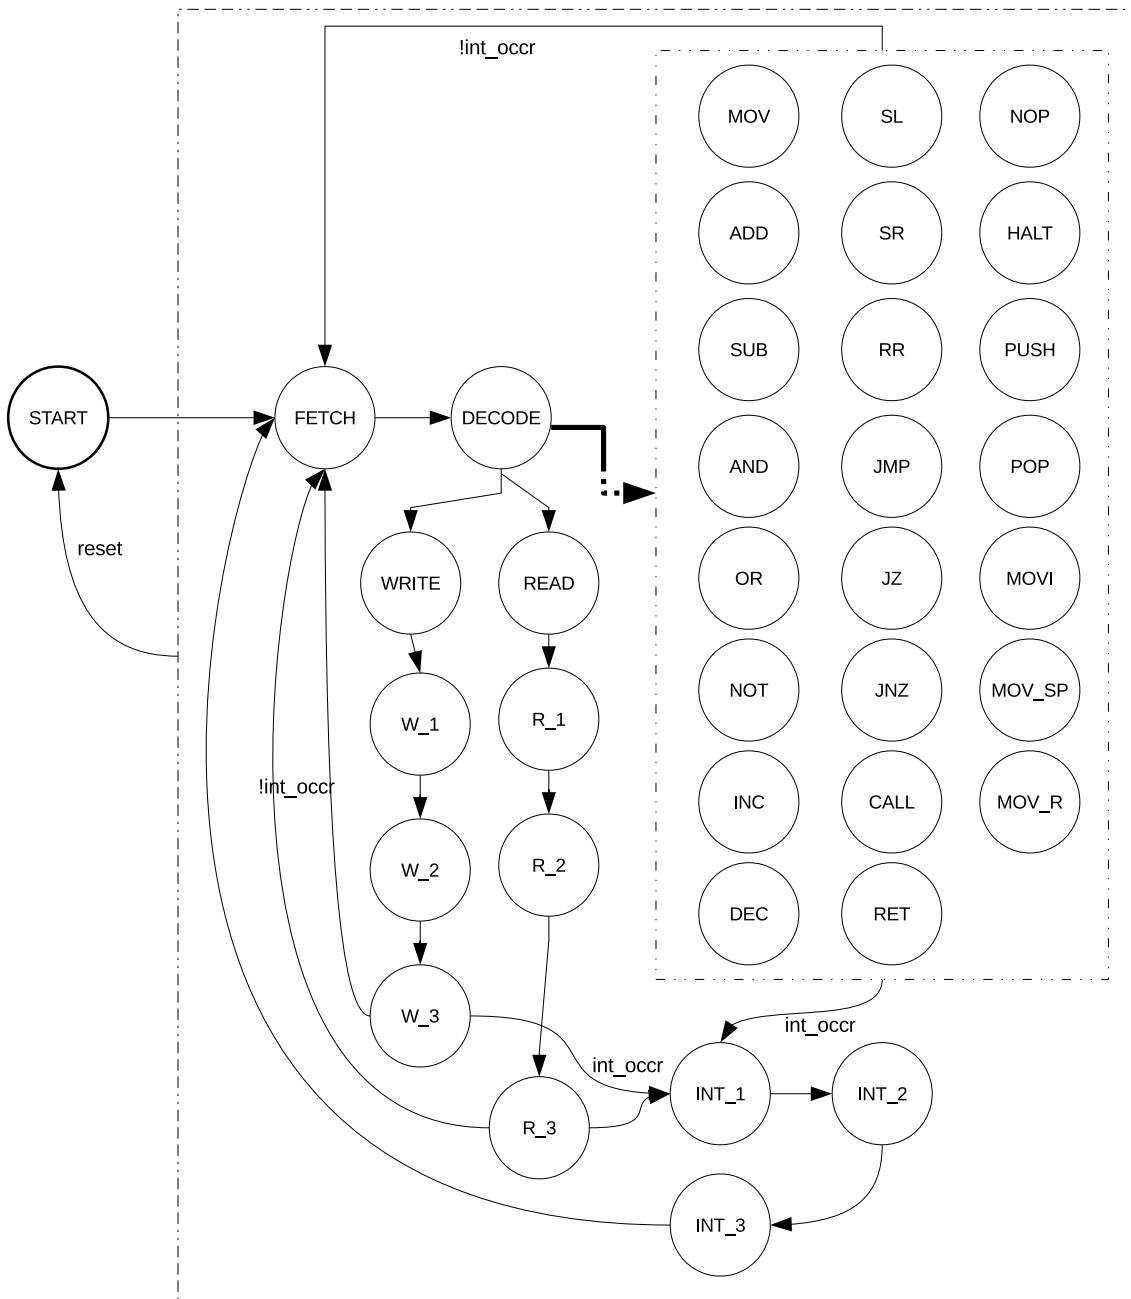 !int_occr
MOV
SL
NOP
ADD
SR
HALT
SUB
RR
PUSH
START
FETCH
DECODE
AND
JMP
POP
reset
WRITE
READ
OR
JZ
MOVI
NOT
JNZ
MOV_SP
W_1
R_1
!int_occr
INC
CALL
MOV_R
W_2
R_2
DEC
RET
W_3
int_occr
int_occr
INT_1
INT_2
R_3
INT_3